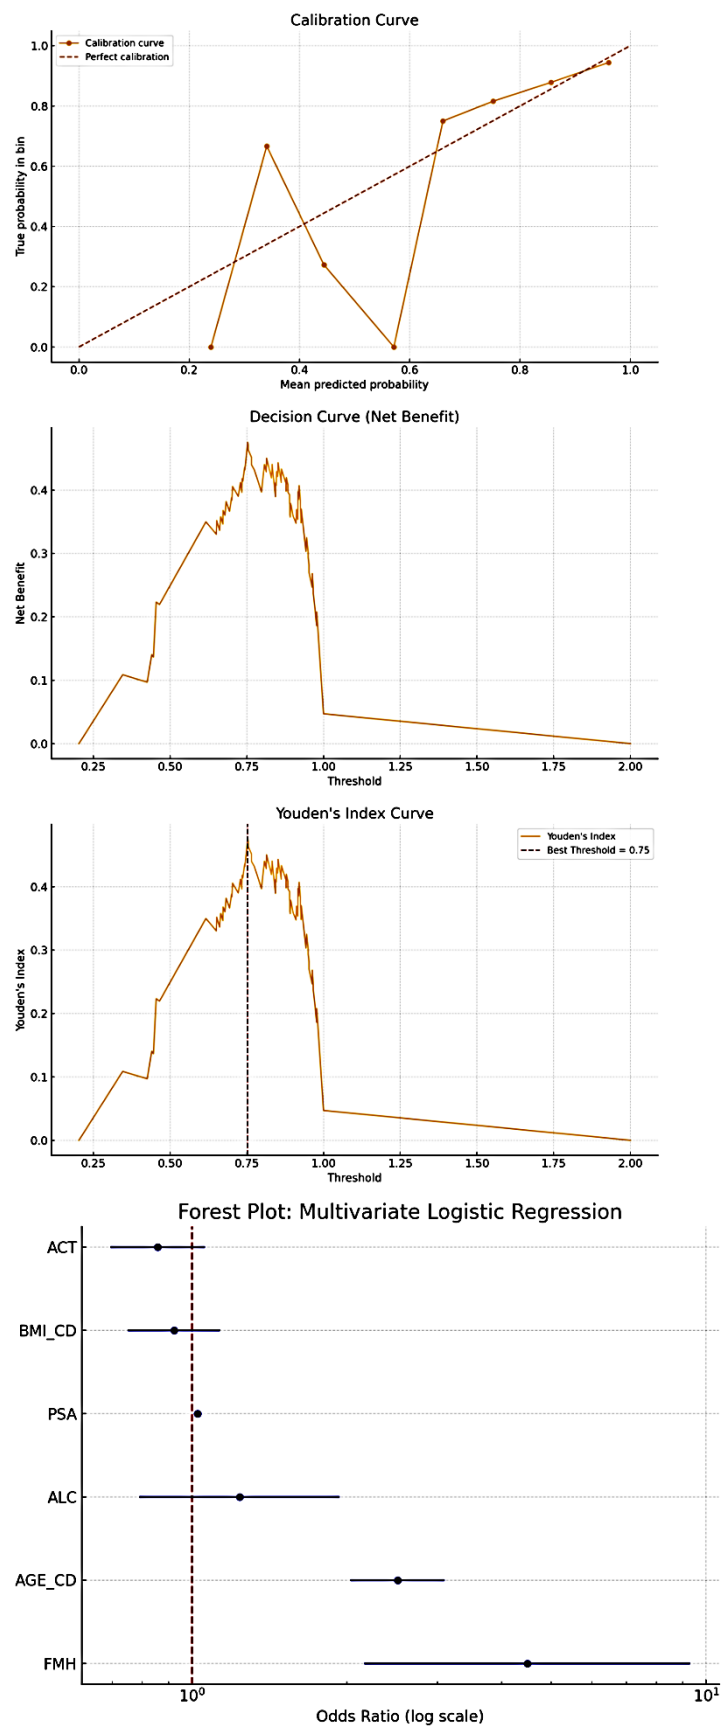 Calibration Curve
Calibration curve
Perfect calibration
True probability in bin
1.0
0.8
0.6
0.4
0.2
0.0
0.0 0.2 0.4 0.6 0.8 1.0
Mean predicted probability
Decision Curve (Net Benefit)
Net Benefit
0.4
0.3
0.2
0.1
0.0
0.25 0.50 0.75 1.00 1.25 1.50 1.75 2.00
Threshold
Youden's Index Curve
Youden's Index
Best Threshold = 0.75
Youden's Index
0.4
0.3
0.2
0.1
0.0
0.25 0.50 0.75 1.00 1.25 1.50 1.75 2.00
Threshold
Forest Plot: Multivariate Logistic Regression
ACT
BMI_CD
PSA
ALC
AGE_CD
FMH
10⁰ 10¹
Odds Ratio (log scale)